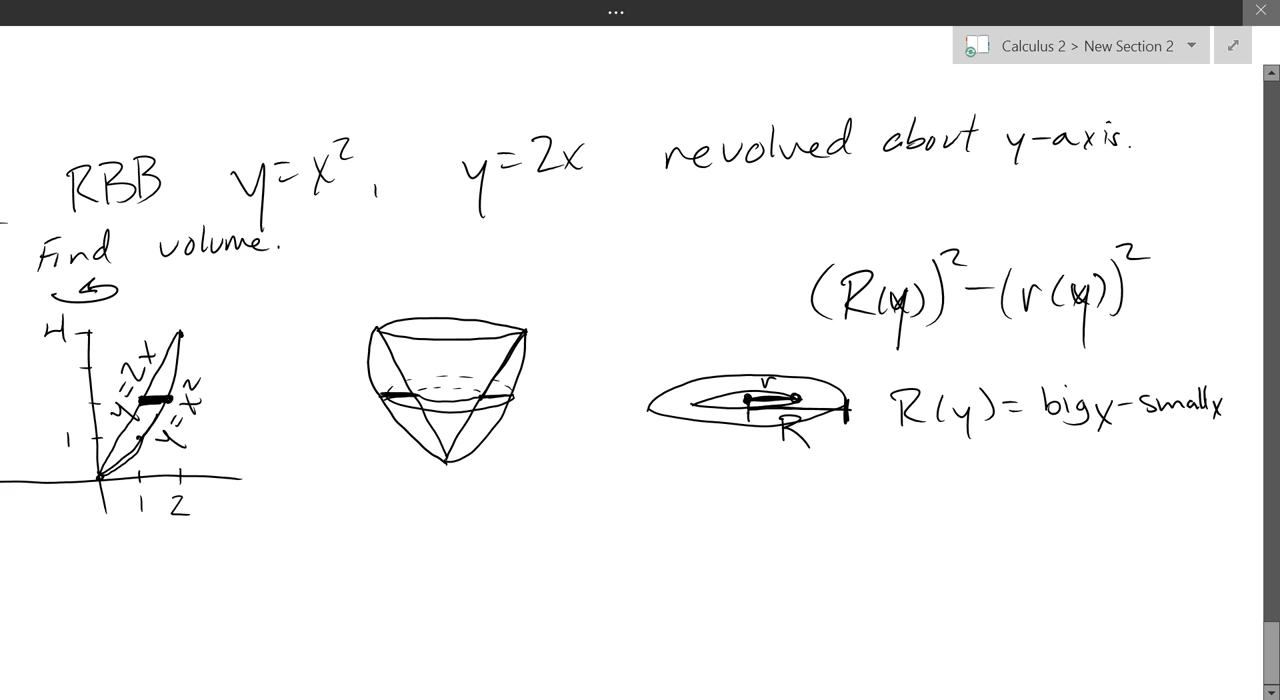 ...
Calculus 2 > New Section 2
RBB y=x², y=2x revolved about y-axis.
Find volume.
(R(y))²-(r(y))²
4
y=2x
y=x²
1
1 2
r
R
R(y)= big x-small x